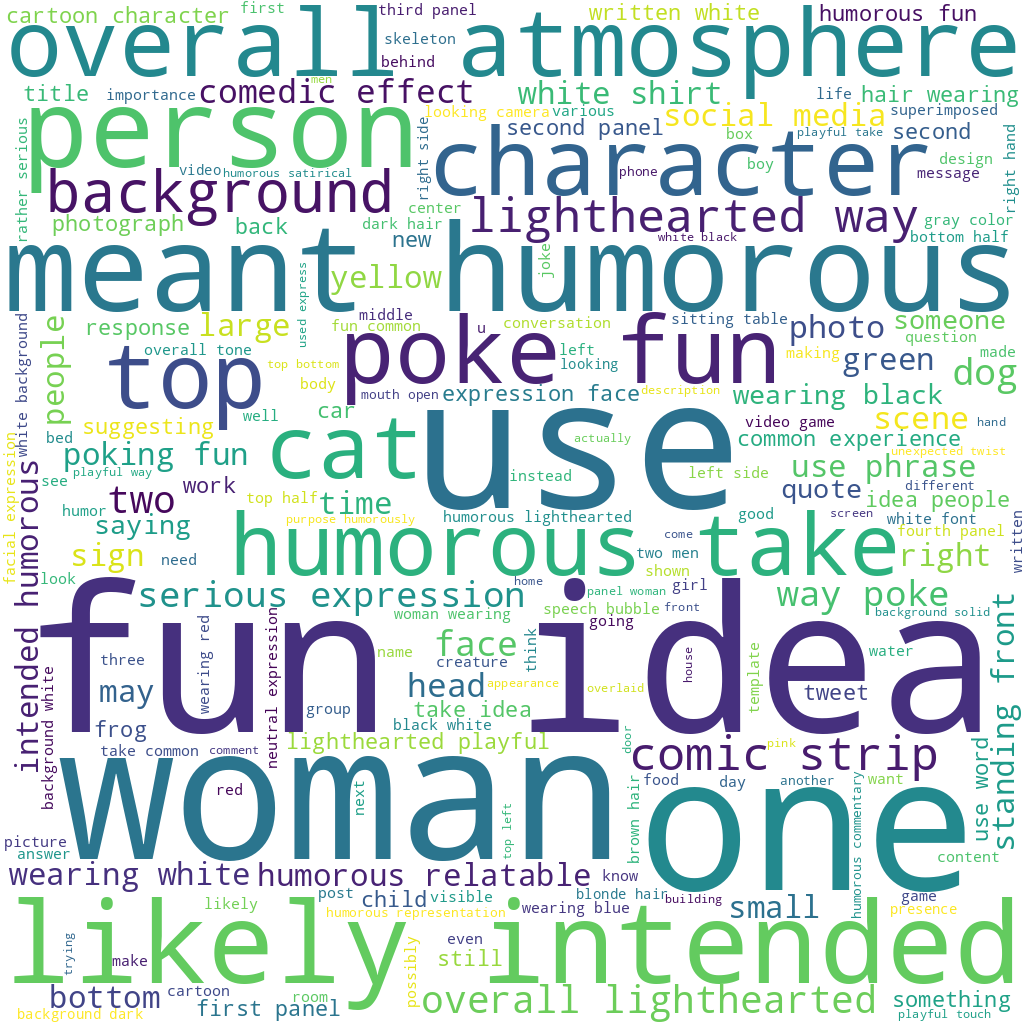 cartoon character
first
third panel
written white
humorous fun
overall atmosphere
skeleton
behind
men
title
importance
comedic effect
white shirt
life
hair wearing
looking camera
various
social media
superimposed
person
second panel
box
playful take
second
rather serious
right side
character
boy
design
right hand
video
humorous satirical
phone
message
background
center
lighthearted way
gray color
photograph
back
dark hair
new
white black
bottom half
joke
meant humorous
yellow
used express
middle
u
conversation
sitting table
someone
people
response
large
fun common
photo
question
white background
overall tone
top
top bottom
poke fun
left
making
green
made
body
looking
dog
mouth open
expression face
description
wearing black
well
car
suggesting
video game
scene
hand
bed
cat
use
actually
common experience
unexpected twist
poking fun
see
playful way
instead
left side
use phrase
facial expression
two
work
quote
different
idea people
top half
time
humor
humorous lighthearted
good
screen
white font
written
saying
purpose humorously
fourth panel
sign
need
humorous take
come
two men
right
look
shown
home
panel woman
girl
serious expression
way poke
intended humorous
woman wearing
speech bubble
front
background solid
going
fun idea
face
name
think
house
water
three
wearing red
neutral expression
creature
standing front
may
head
appearance
overlaid
template
tweet
group
take idea
frog
black white
background white
take common
comment
lighthearted playful
door
comic strip
pink
use word
red
next
food
day
another
want
woman
one
picture
answer
top left
brown hair
humorous commentary
content
wearing white
humorous relatable
know
post
child
visible
blonde hair
building
game
likely
humorous representation
wearing blue
small
presence
likely intended
trying
make
even
still
possibly
bottom
cartoon
room
something
background dark
first panel
overall lighthearted
playful touch